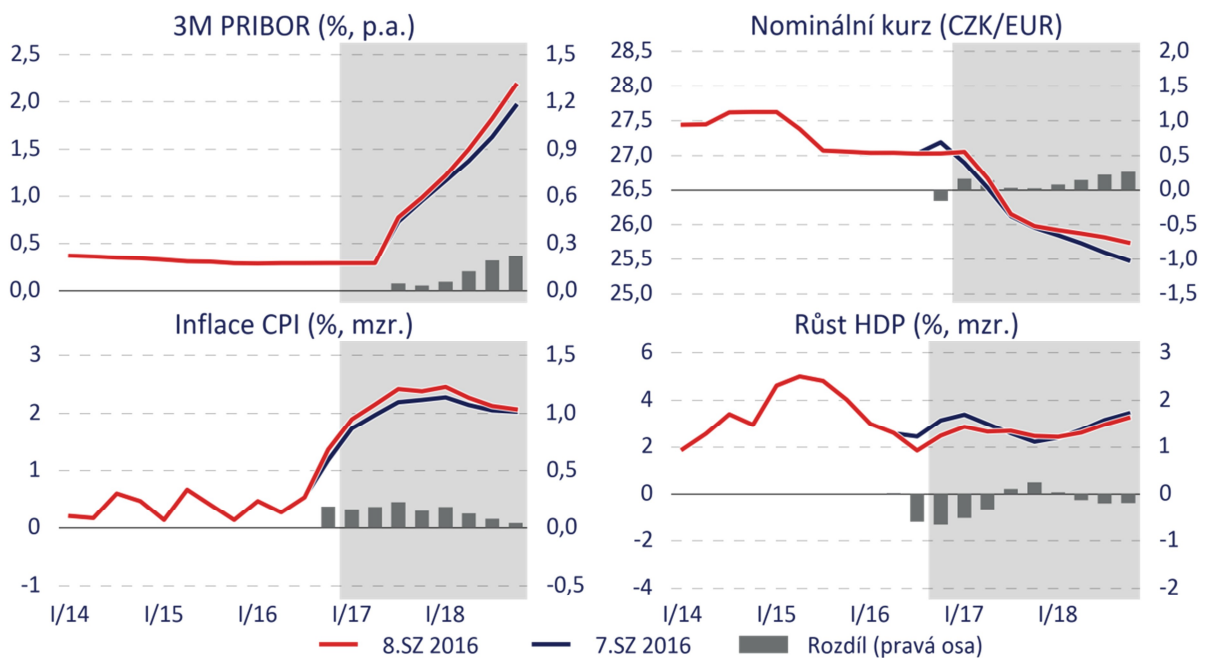 3M PRIBOR (%, p.a.)
2,5
2,0
1,5
1,0
0,5
0,0
1,5
1,2
0,9
0,6
0,3
0,0
Nominální kurz (CZK/EUR)
28,5
28,0
27,5
27,0
26,5
26,0
25,5
25,0
2,0
1,5
1,0
0,5
0,0
-0,5
-1,0
-1,5
Inflace CPI (%, mzr.)
3
2
1
0
-1
1,5
1,0
0,5
0,0
-0,5
I/14
I/15
I/16
I/17
I/18
Růst HDP (%, mzr.)
6
4
2
0
-2
-4
3
2
1
0
-1
-2
I/14
I/15
I/16
I/17
I/18
8.SZ 2016
7.SZ 2016
Rozdíl (pravá osa)